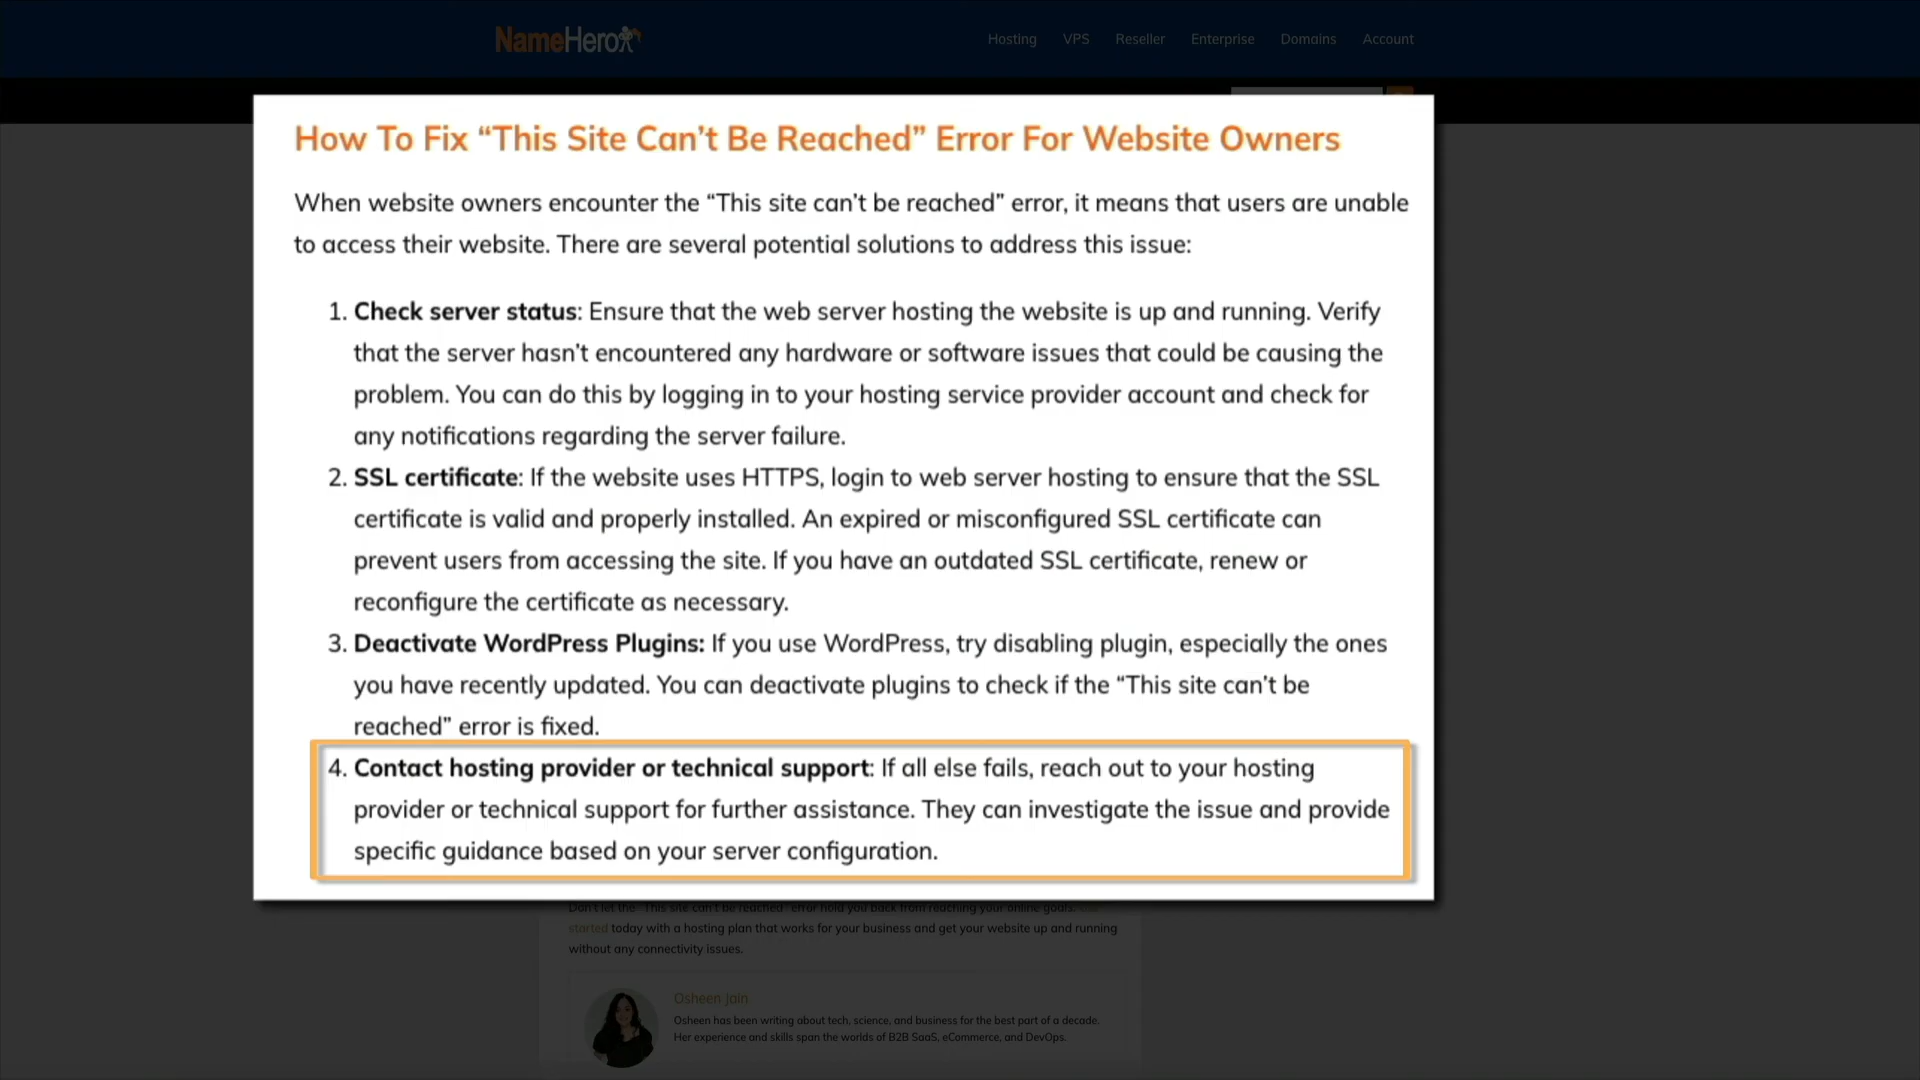 NameHero
Hosting VPS Reseller Enterprise Domains Account
How To Fix “This Site Can’t Be Reached” Error For Website Owners
When website owners encounter the “This site can’t be reached” error, it means that users are unable
to access their website. There are several potential solutions to address this issue:
1. Check server status: Ensure that the web server hosting the website is up and running. Verify
that the server hasn’t encountered any hardware or software issues that could be causing the
problem. You can do this by logging in to your hosting service provider account and check for
any notifications regarding the server failure.
2. SSL certificate: If the website uses HTTPS, login to web server hosting to ensure that the SSL
certificate is valid and properly installed. An expired or misconfigured SSL certificate can
prevent users from accessing the site. If you have an outdated SSL certificate, renew or
reconfigure the certificate as necessary.
3. Deactivate WordPress Plugins: If you use WordPress, try disabling plugin, especially the ones
you have recently updated. You can deactivate plugins to check if the “This site can’t be
reached” error is fixed.
4. Contact hosting provider or technical support: If all else fails, reach out to your hosting
provider or technical support for further assistance. They can investigate the issue and provide
specific guidance based on your server configuration.
Don’t let the “This site can’t be reached” error hold you back from reaching your online goals.
started today with a hosting plan that works for your business and get your website up and running
without any connectivity issues.
Osheen Jain
Osheen has been writing about tech, science, and business for the best part of a decade.
Her experience and skills span the worlds of B2B SaaS, eCommerce, and DevOps.